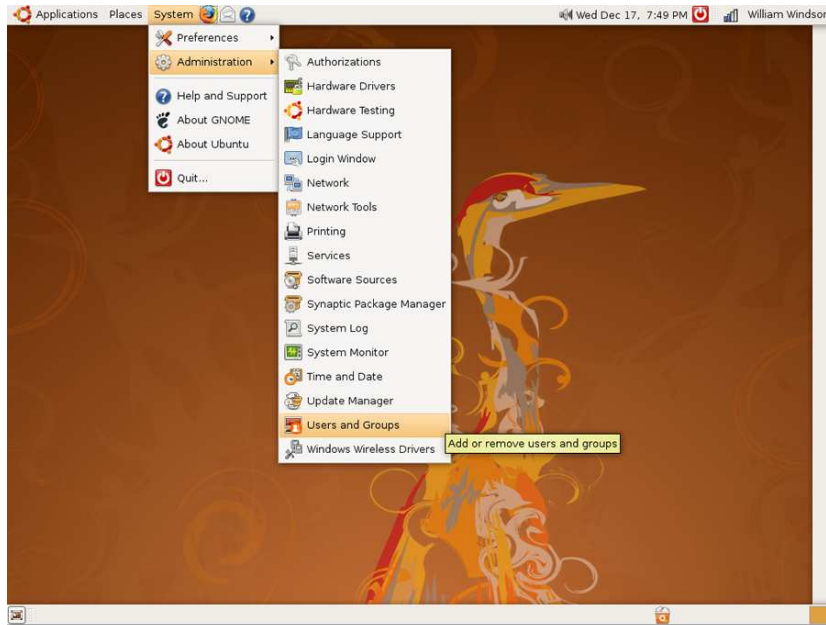 Applications Places System
Wed Dec 17, 7:49 PM
William Windsor
Preferences
Administration
Help and Support
About GNOME
About Ubuntu
Quit...
Authorizations
Hardware Drivers
Hardware Testing
Language Support
Login Window
Network
Network Tools
Printing
Services
Software Sources
Synaptic Package Manager
System Log
System Monitor
Time and Date
Update Manager
Users and Groups
Windows Wireless Drivers
Add or remove users and groups